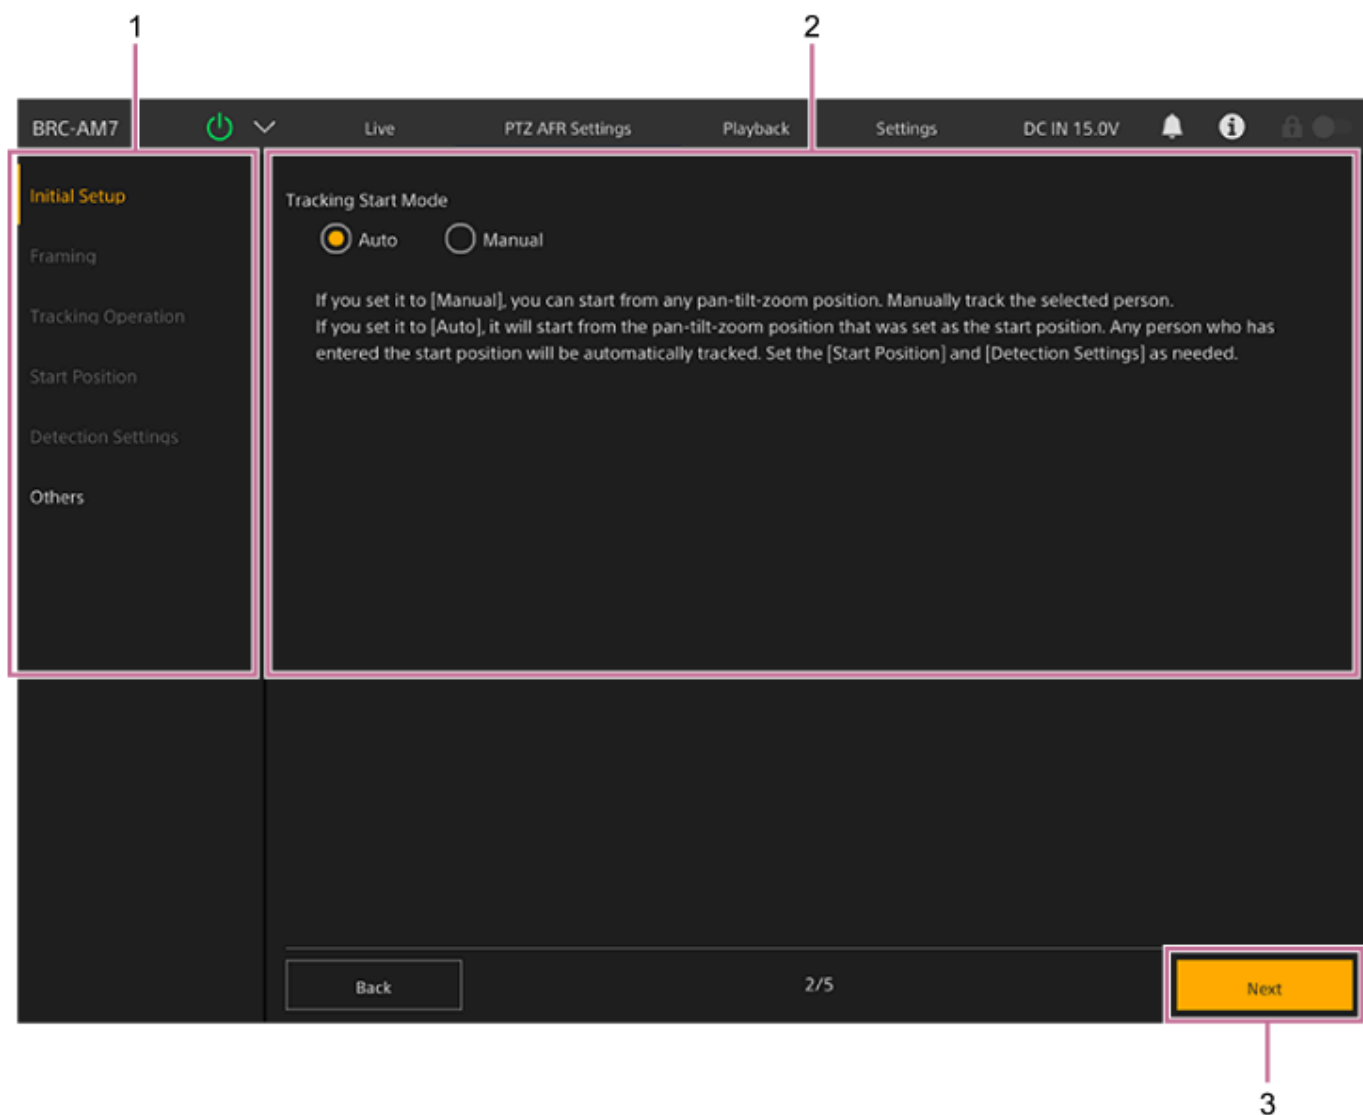 1
2
BRC-AM7
Live
PTZ AFR Settings
Playback
Settings
DC IN 15.0V
Initial Setup
Framing
Tracking Operation
Start Position
Detection Settings
Others
Tracking Start Mode
Auto
Manual
If you set it to [Manual], you can start from any pan-tilt-zoom position. Manually track the selected person.
If you set it to [Auto], it will start from the pan-tilt-zoom position that was set as the start position. Any person who has
entered the start position will be automatically tracked. Set the [Start Position] and [Detection Settings] as needed.
Back
2/5
Next
3